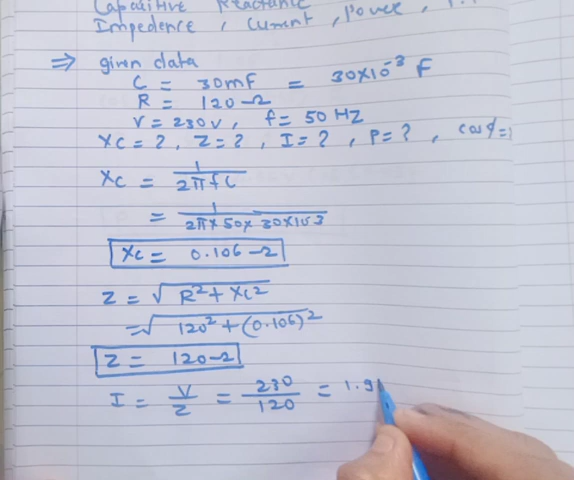 Capacitive Reactance
Impedence, Current, Power,
⇒ given data
C = 30mF = 30×10⁻³ F
R = 120 Ω
V = 230V, f = 50 HZ
XC = ?, Z = ?, I = ?, P = ?, cosφ = ?
XC = 1/2πfC
= 1/2π×50×30×10-3
XC = 0.106 Ω
Z = √R²+XC²
= √120²+(0.106)²
Z = 120 Ω
I = V/Z = 230/120 = 1.9